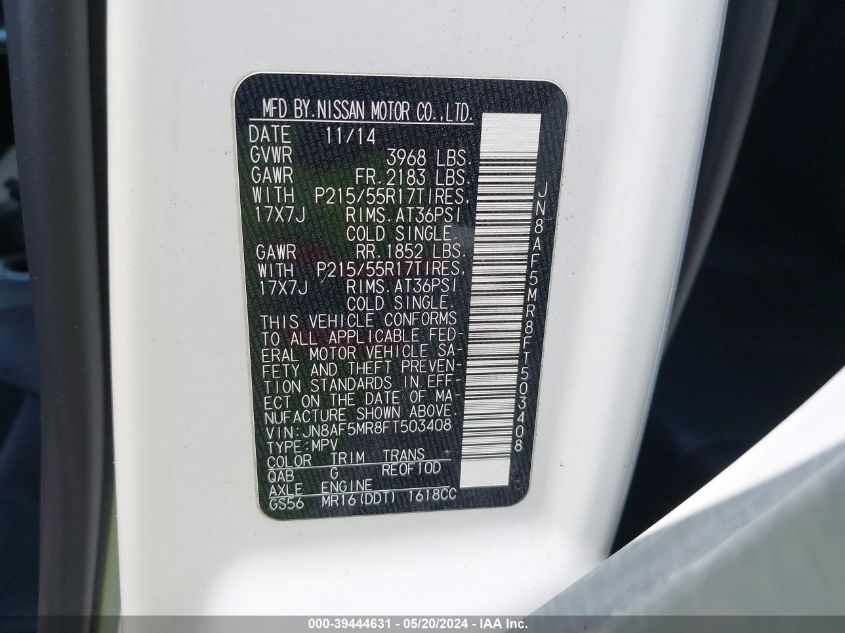 MFD BY.NISSAN MOTOR CO.,LTD.
DATE 11/14
GVWR 3968 LBS.
GAWR FR.2183 LBS.
WITH P215/55R17TIRES,
17X7J RIMS.AT36PSI
COLD SINGLE.
GAWR RR.1852 LBS.
WITH P215/55R17TIRES,
17X7J RIMS.AT36PSI
COLD SINGLE.
THIS VEHICLE CONFORMS
TO ALL APPLICABLE FED-
ERAL MOTOR VEHICLE SA-
FETY AND THEFT PREVEN-
TION STANDARDS IN EFF-
ECT ON THE DATE OF MA-
NUFACTURE SHOWN ABOVE.
VIN:JN8AF5MR8FT503408
TYPE:MPV
COLOR TRIM TRANS
QAB G RE0F10D
AXLE ENGINE
GS56 MR16(DDT) 1618CC
JN8AF5MR8FT503408
000-39444631 - 05/20/2024 - IAA Inc.